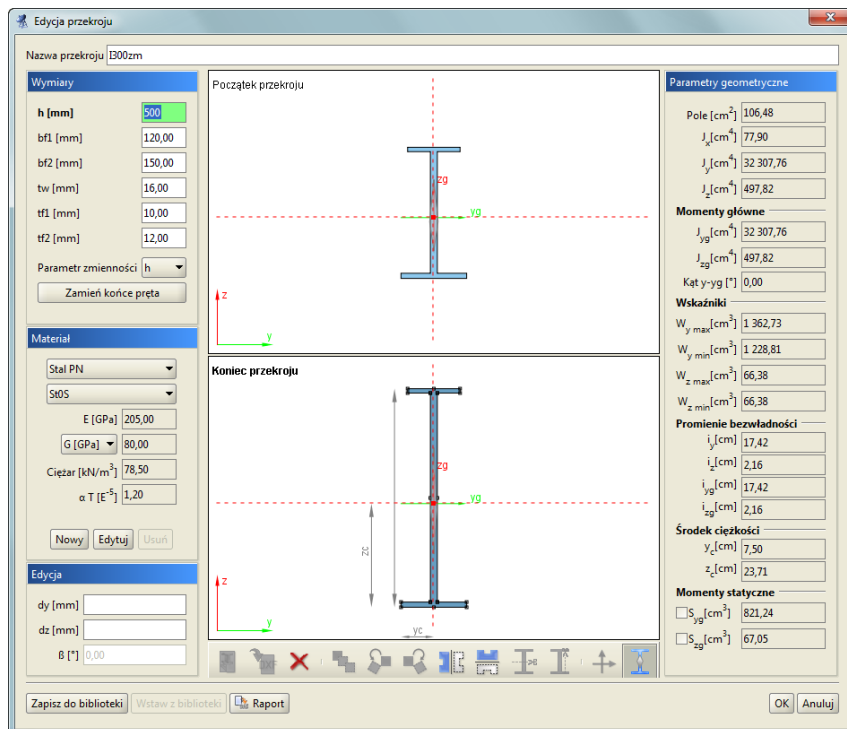 Edycja przekroju
Nazwa przekroju I300zm
Wymiary
h [mm] 500
bf1 [mm] 120,00
bf2 [mm] 150,00
tw [mm] 16,00
tf1 [mm] 10,00
tf2 [mm] 12,00
Parametr zmienności h
Zamień końce pręta
Materiał
Stal PN
St0S
E [GPa] 205,00
G [GPa] 80,00
Ciężar [kN/m³] 78,50
α T [E⁻⁵] 1,20
Nowy Edytuj Usuń
Edycja
dy [mm]
dz [mm]
ß [°] 0,00
Początek przekroju
zg
yg
z
y
Koniec przekroju
zg
yg
zc
z
y
yc
DXF
Parametry geometryczne
Pole [cm²] 106,48
Jx[cm⁴] 77,90
Jy[cm⁴] 32 307,76
Jz[cm⁴] 497,82
Momenty główne
Jyg[cm⁴] 32 307,76
Jzg[cm⁴] 497,82
Kąt y-yg [°] 0,00
Wskaźniki
Wy max[cm³] 1 362,73
Wy min[cm³] 1 228,81
Wz max[cm³] 66,38
Wz min[cm³] 66,38
Promienie bezwładności
iy[cm] 17,42
iz[cm] 2,16
iyg[cm] 17,42
izg[cm] 2,16
Środek ciężkości
yc[cm] 7,50
zc[cm] 23,71
Momenty statyczne
Syg[cm³] 821,24
Szg[cm³] 67,05
Zapisz do biblioteki Wstaw z biblioteki Raport OK Anuluj